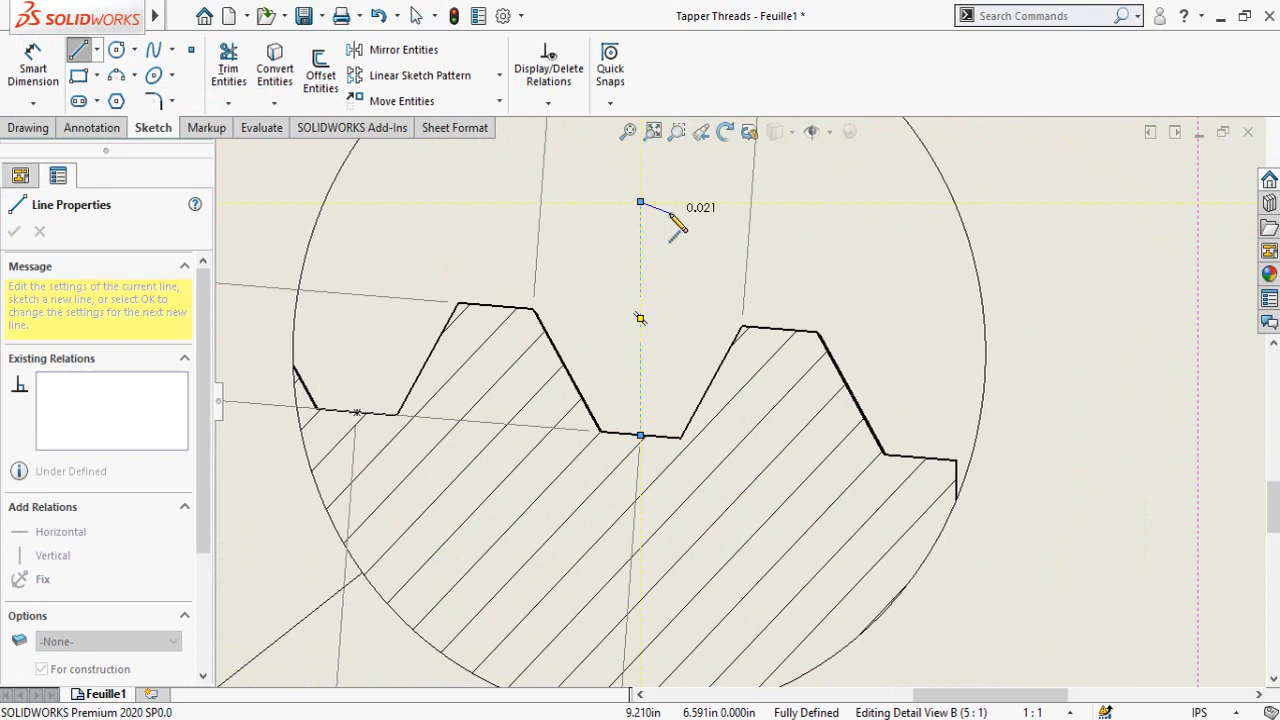 SOLIDWORKS
Tapper Threads - Feuille1 *
Search Commands
?
Smart
Dimension
Trim
Entities
Convert
Entities
Offset
Entities
Mirror Entities
Linear Sketch Pattern
Move Entities
Display/Delete
Relations
Quick
Snaps
Drawing
Annotation
Sketch
Markup
Evaluate
SOLIDWORKS Add-Ins
Sheet Format
Line Properties
?
Message
Edit the settings of the current line,
sketch a new line, or select OK to
change the settings for the next new
line.
Existing Relations
Under Defined
Add Relations
Horizontal
Vertical
Fix
Options
-None-
For construction
0.021
Feuille1
SOLIDWORKS Premium 2020 SP0.0
9.210in
6.591in 0.000in
Fully Defined
Editing Detail View B (5 : 1)
1 : 1
IPS